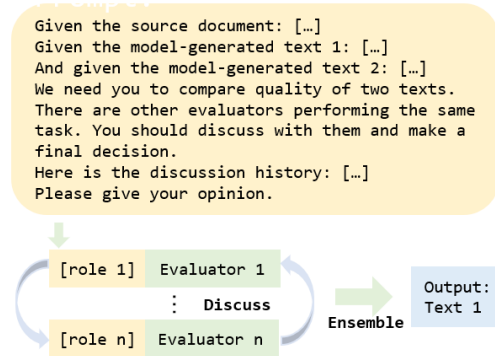 Given the source document: […]
Given the model-generated text 1: […]
And given the model-generated text 2: […]
We need you to compare quality of two texts.
There are other evaluators performing the same
task. You should discuss with them and make a
final decision.
Here is the discussion history: […]
Please give your opinion.
[role 1] Evaluator 1
⋮ Discuss
[role n] Evaluator n
Ensemble
Output:
Text 1